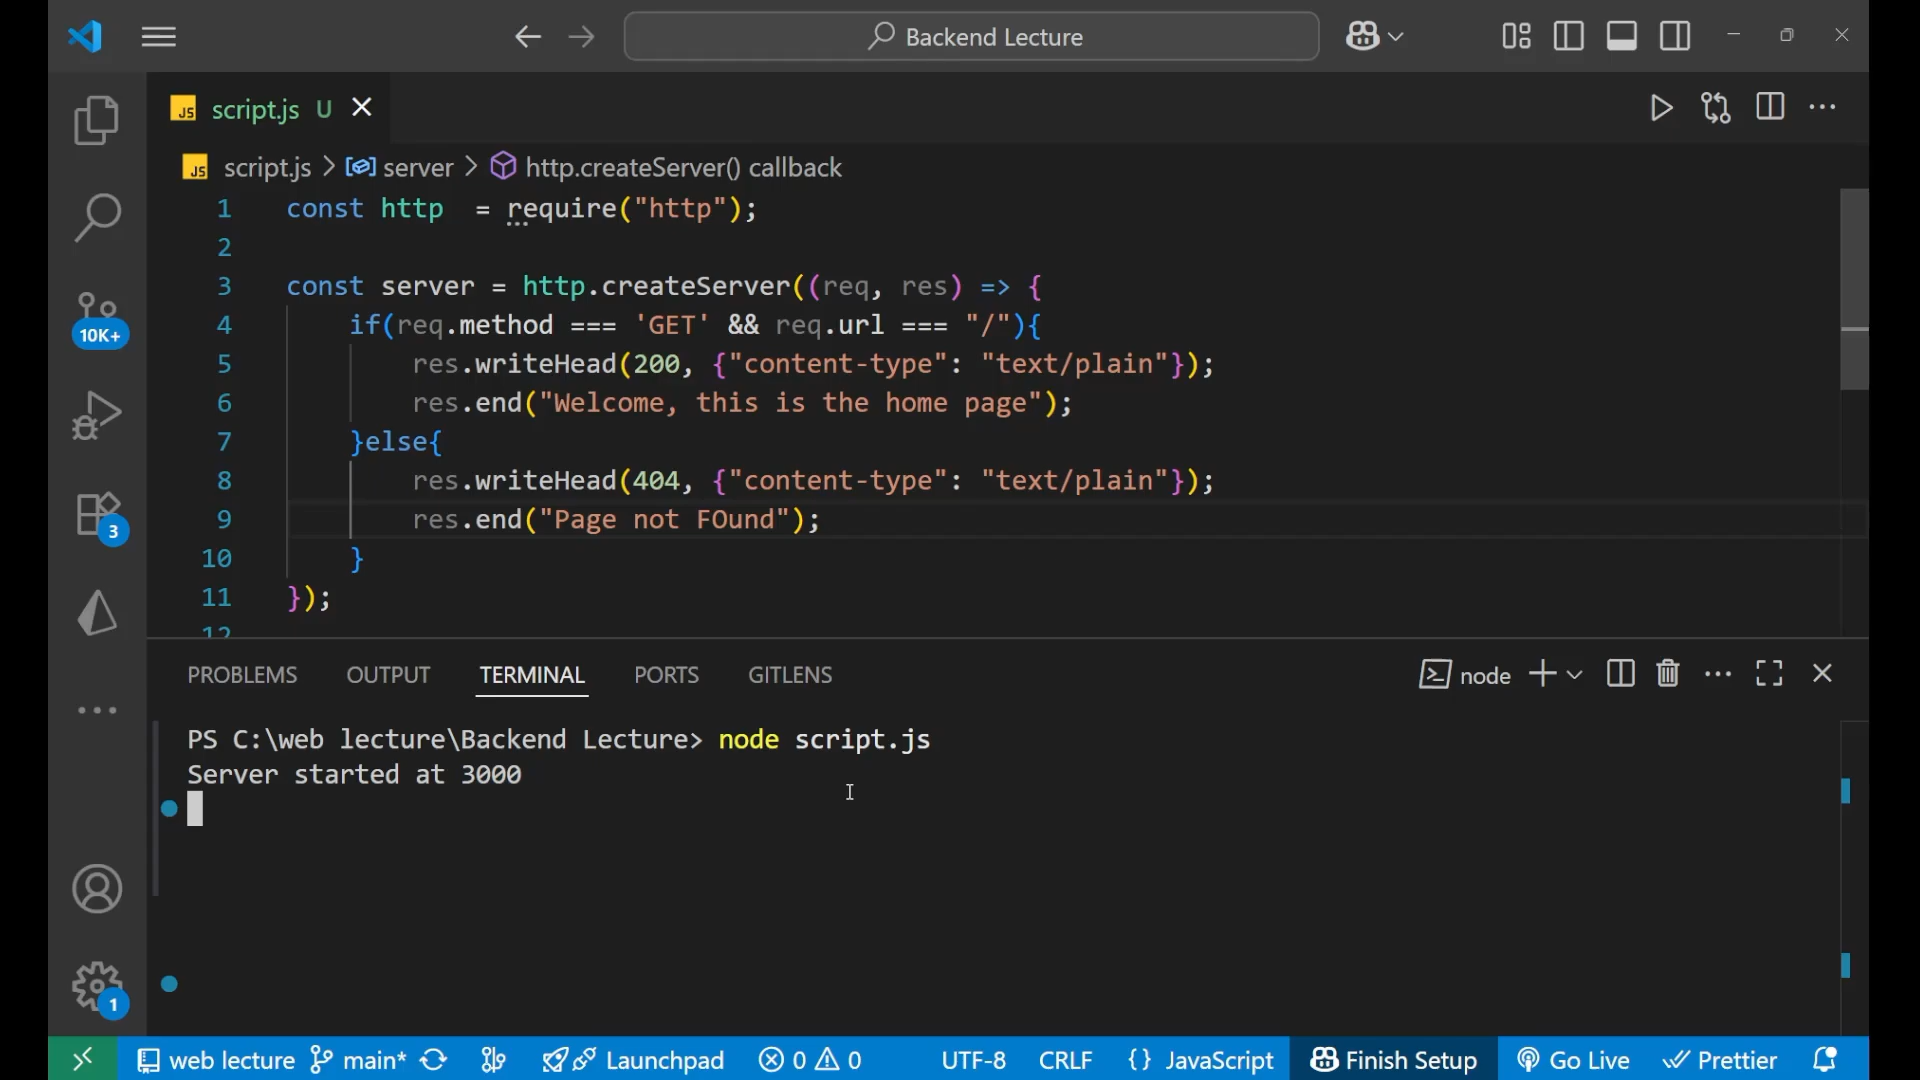 Backend Lecture
JS script.js U
JS script.js > server > http.createServer() callback
1 const http  = require("http");
2
3 const server = http.createServer((req, res) => {
4     if(req.method === 'GET' && req.url === "/"){
5         res.writeHead(200, {"content-type": "text/plain"});
6         res.end("Welcome, this is the home page");
7     }else{
8         res.writeHead(404, {"content-type": "text/plain"});
9         res.end("Page not FOund");
10     }
11 });
12
10K+
3
1
PROBLEMS OUTPUT TERMINAL PORTS GITLENS
node
PS C:\web lecture\Backend Lecture> node script.js
Server started at 3000
web lecture main* Launchpad 0 0 UTF-8 CRLF {} JavaScript Finish Setup Go Live Prettier